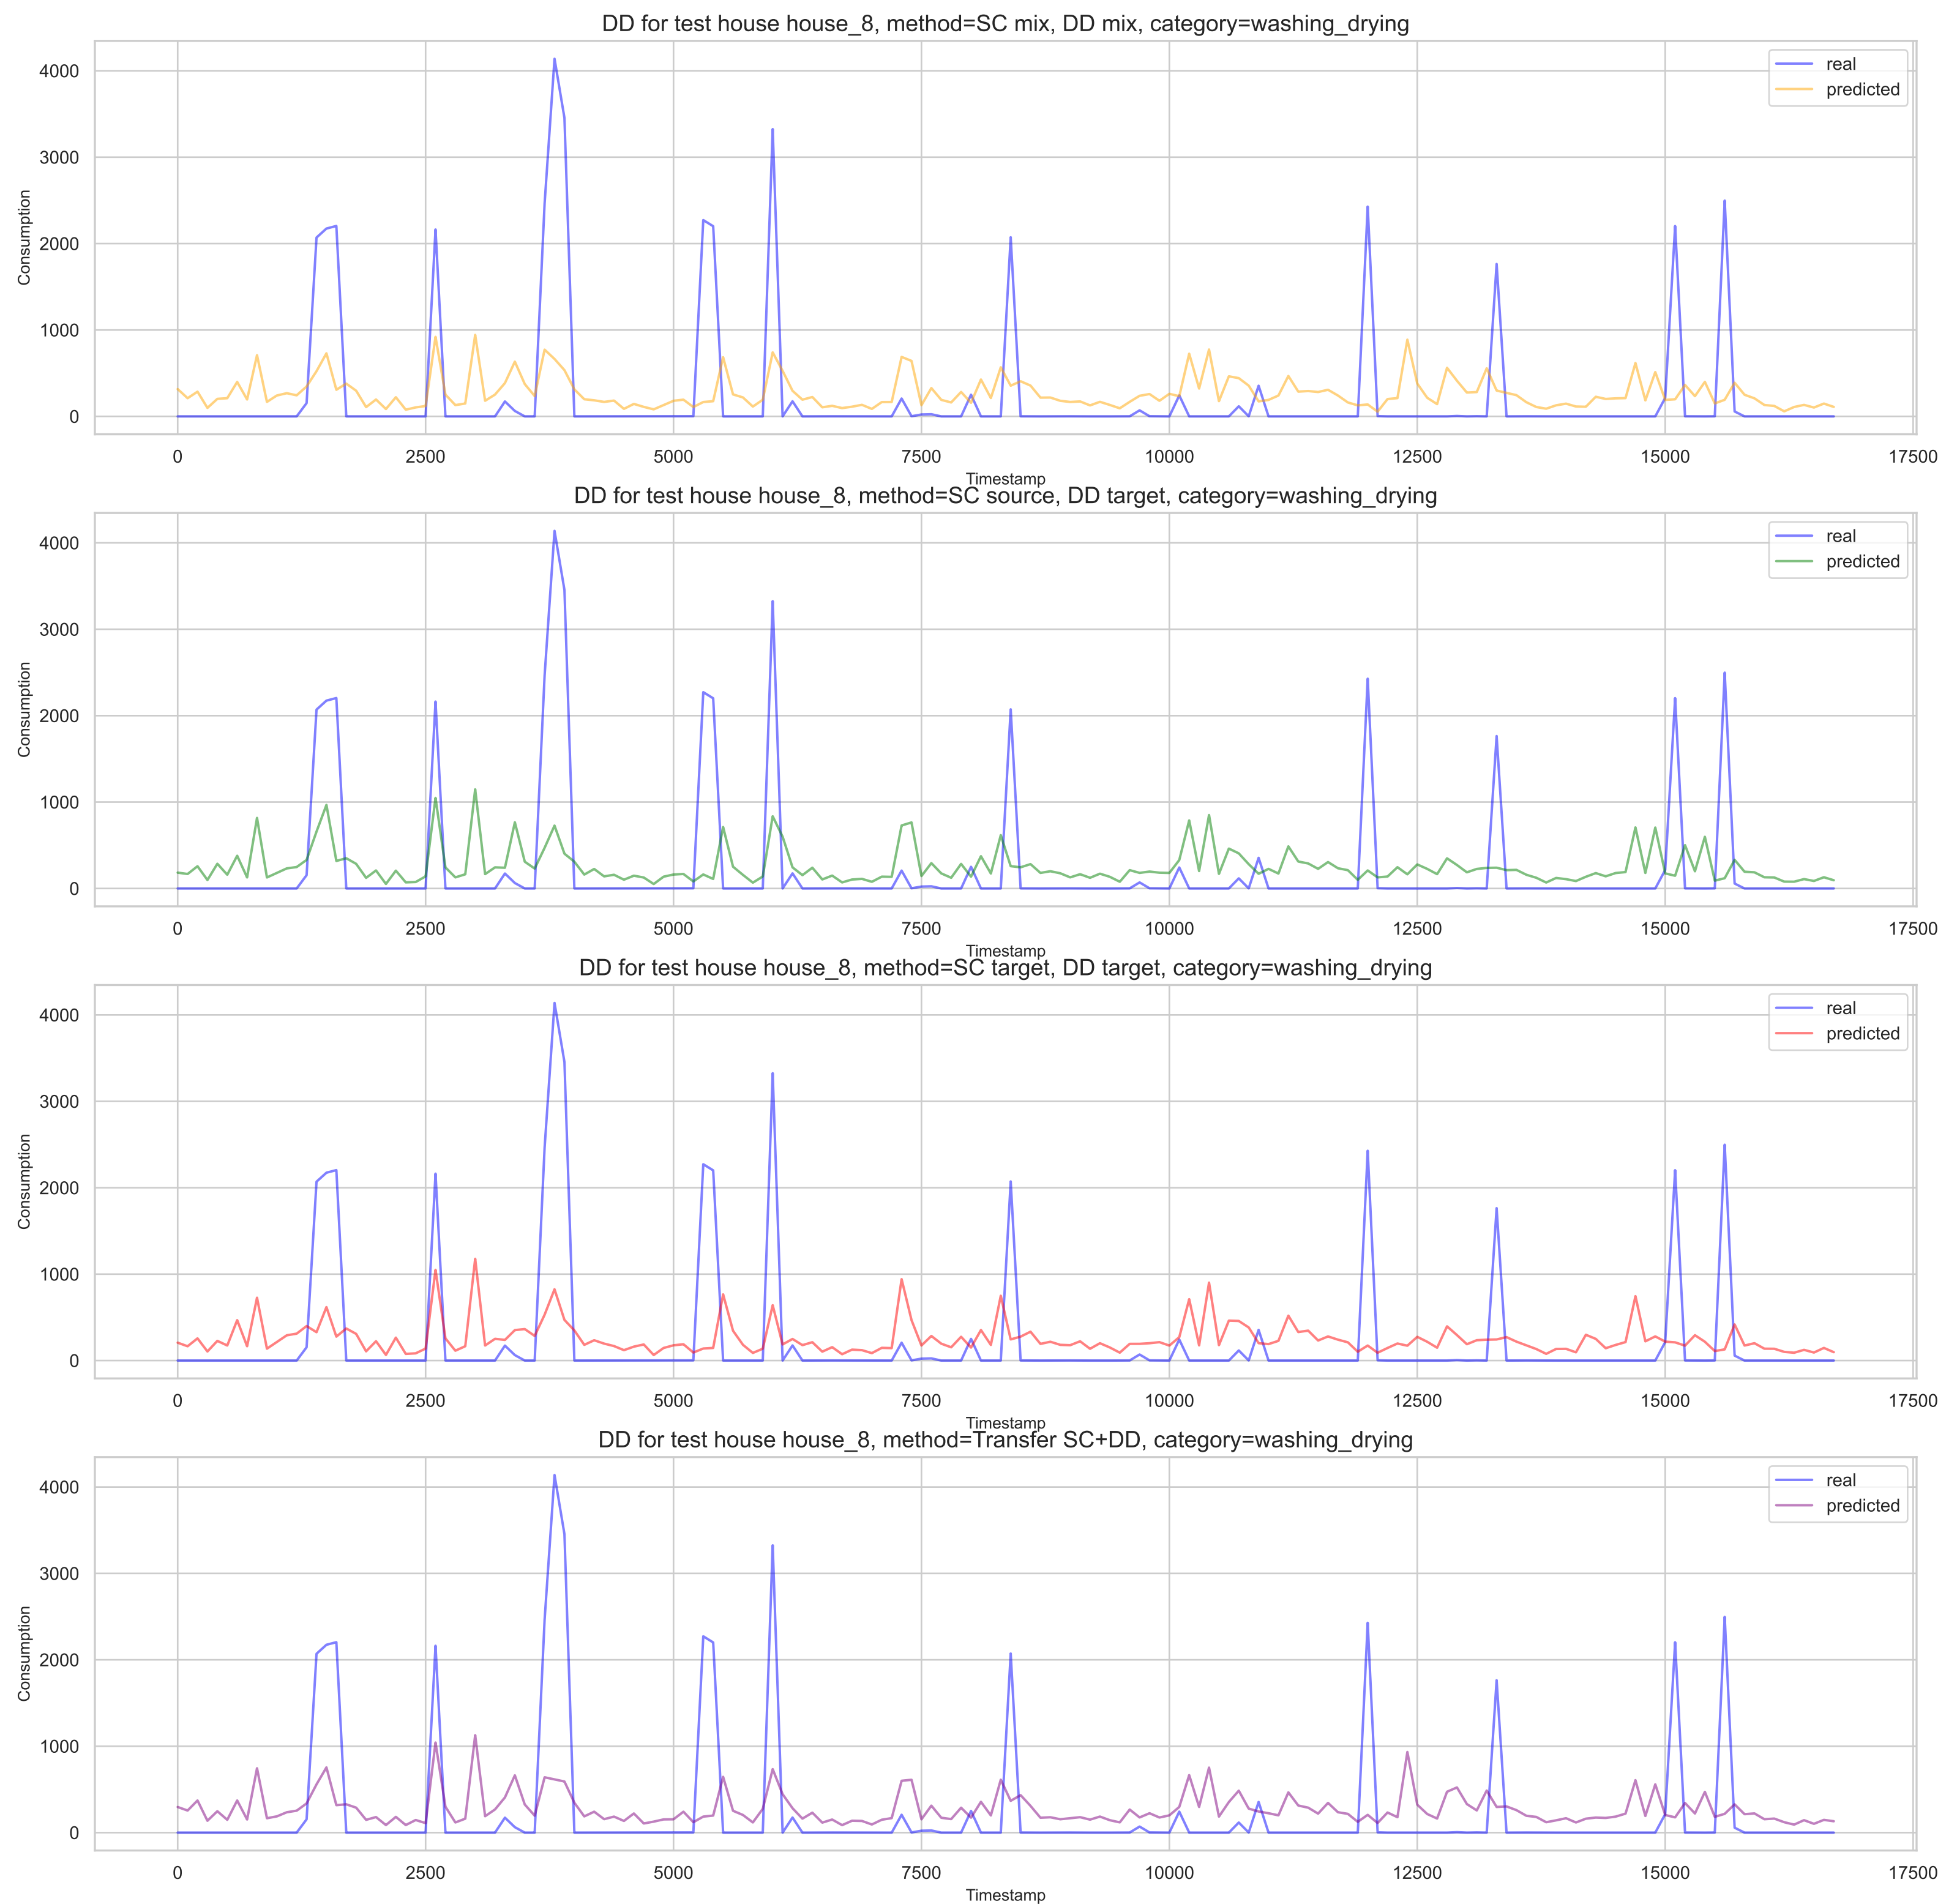 DD for test house house_8, method=SC mix, DD mix, category=washing_drying
real
predicted
Consumption
4000
3000
2000
1000
0
0 2500 5000 7500 10000 12500 15000 17500
Timestamp
DD for test house house_8, method=SC source, DD target, category=washing_drying
real
predicted
Consumption
4000
3000
2000
1000
0
0 2500 5000 7500 10000 12500 15000 17500
Timestamp
DD for test house house_8, method=SC target, DD target, category=washing_drying
real
predicted
Consumption
4000
3000
2000
1000
0
0 2500 5000 7500 10000 12500 15000 17500
Timestamp
DD for test house house_8, method=Transfer SC+DD, category=washing_drying
real
predicted
Consumption
4000
3000
2000
1000
0
0 2500 5000 7500 10000 12500 15000 17500
Timestamp